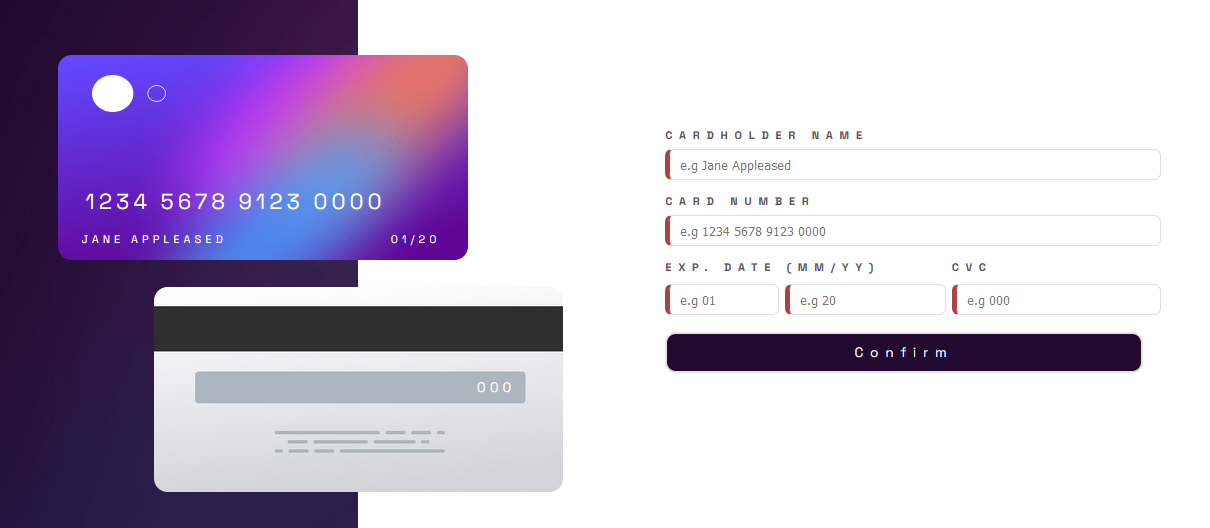 1234 5678 9123 0000
JANE APPLEASED 01/20
000
CARDHOLDER NAME
e.g Jane Appleased
CARD NUMBER
e.g 1234 5678 9123 0000
EXP. DATE (MM/YY) CVC
e.g 01 e.g 20 e.g 000
Confirm